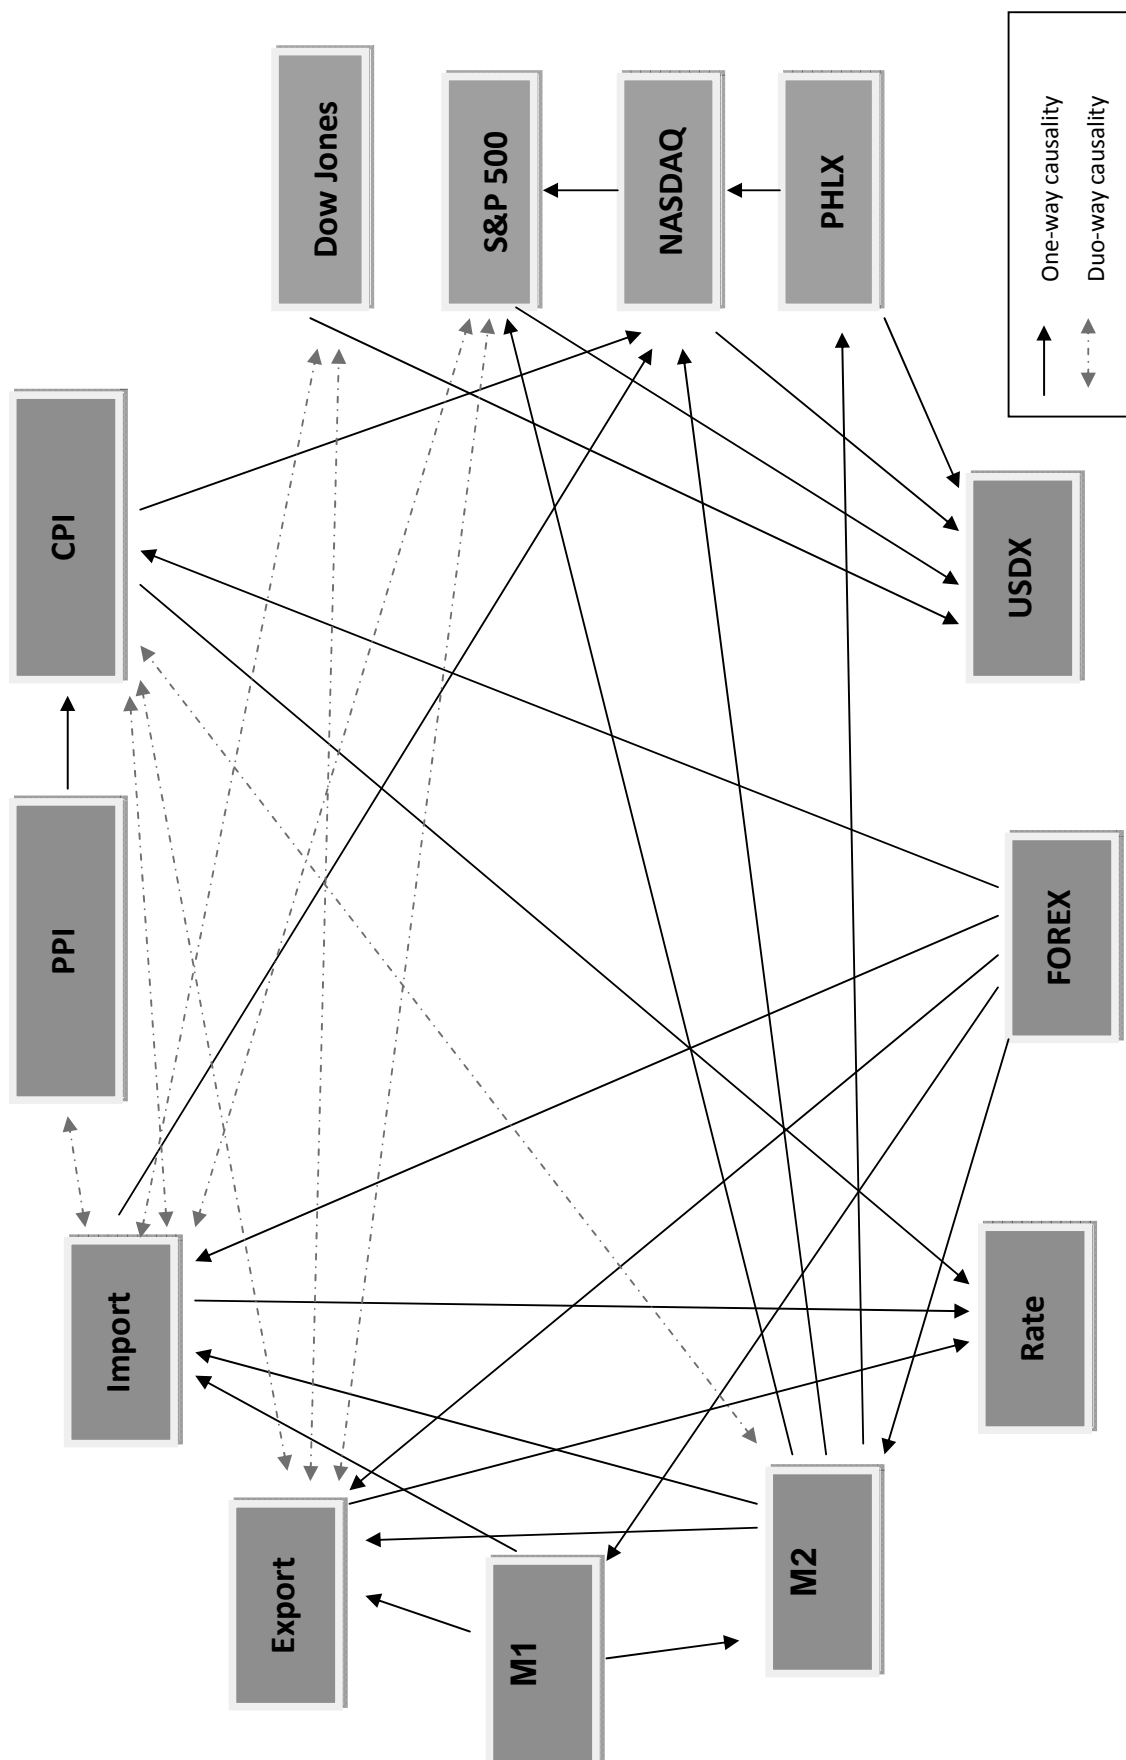 Import
PPI
CPI
Export
Dow Jones
M1
S&P 500
M2
NASDAQ
PHLX
Rate
FOREX
USDX
One-way causality
Duo-way causality